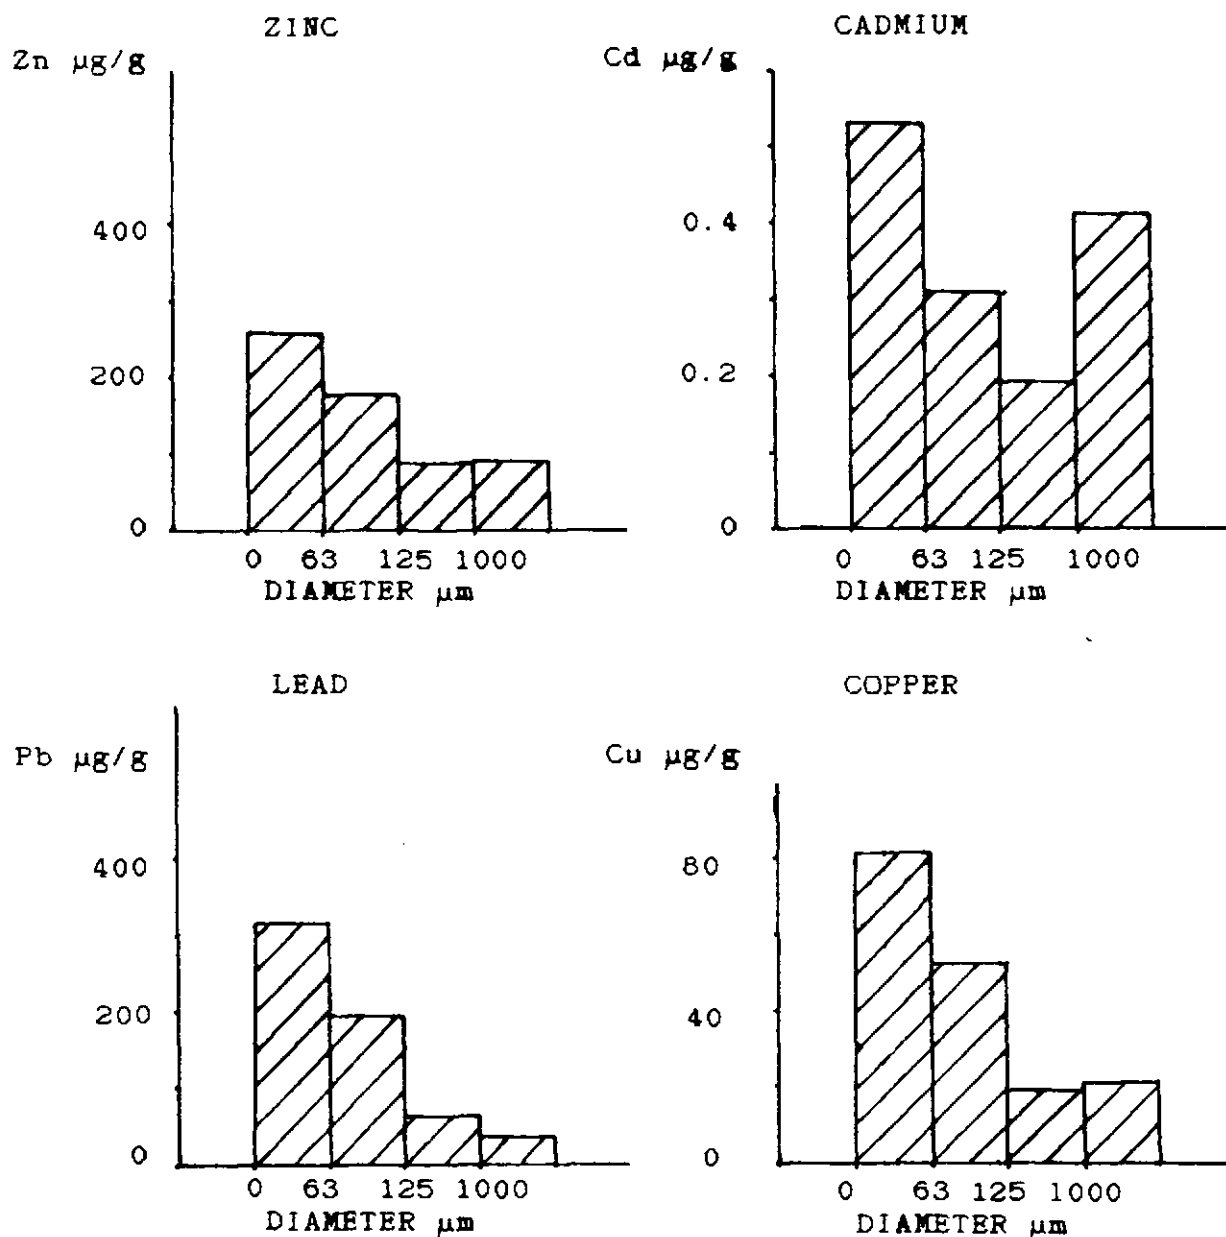 ZINC
Zn μg/g
400
200
0
0 63 125 1000
DIAMETER μm
CADMIUM
Cd μg/g
0.4
0.2
0
0 63 125 1000
DIAMETER μm
LEAD
Pb μg/g
400
200
0
0 63 125 1000
DIAMETER μm
COPPER
Cu μg/g
80
40
0
0 63 125 1000
DIAMETER μm